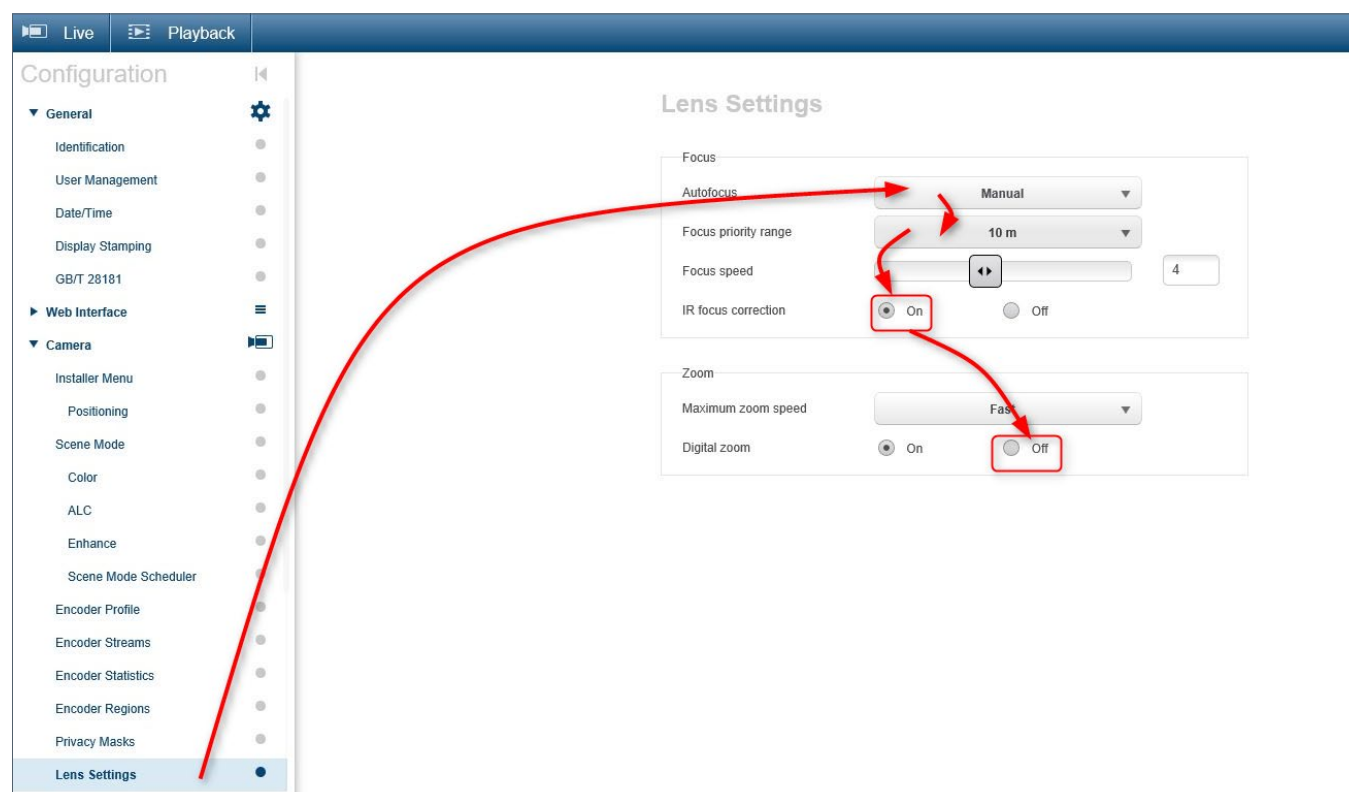 Live Playback
Configuration
General
Identification
User Management
Date/Time
Display Stamping
GB/T 28181
Web Interface
Camera
Installer Menu
Positioning
Scene Mode
Color
ALC
Enhance
Scene Mode Scheduler
Encoder Profile
Encoder Streams
Encoder Statistics
Encoder Regions
Privacy Masks
Lens Settings
Lens Settings
Focus
Autofocus Manual
Focus priority range 10 m
Focus speed 4
IR focus correction On Off
Zoom
Maximum zoom speed Fast
Digital zoom On Off